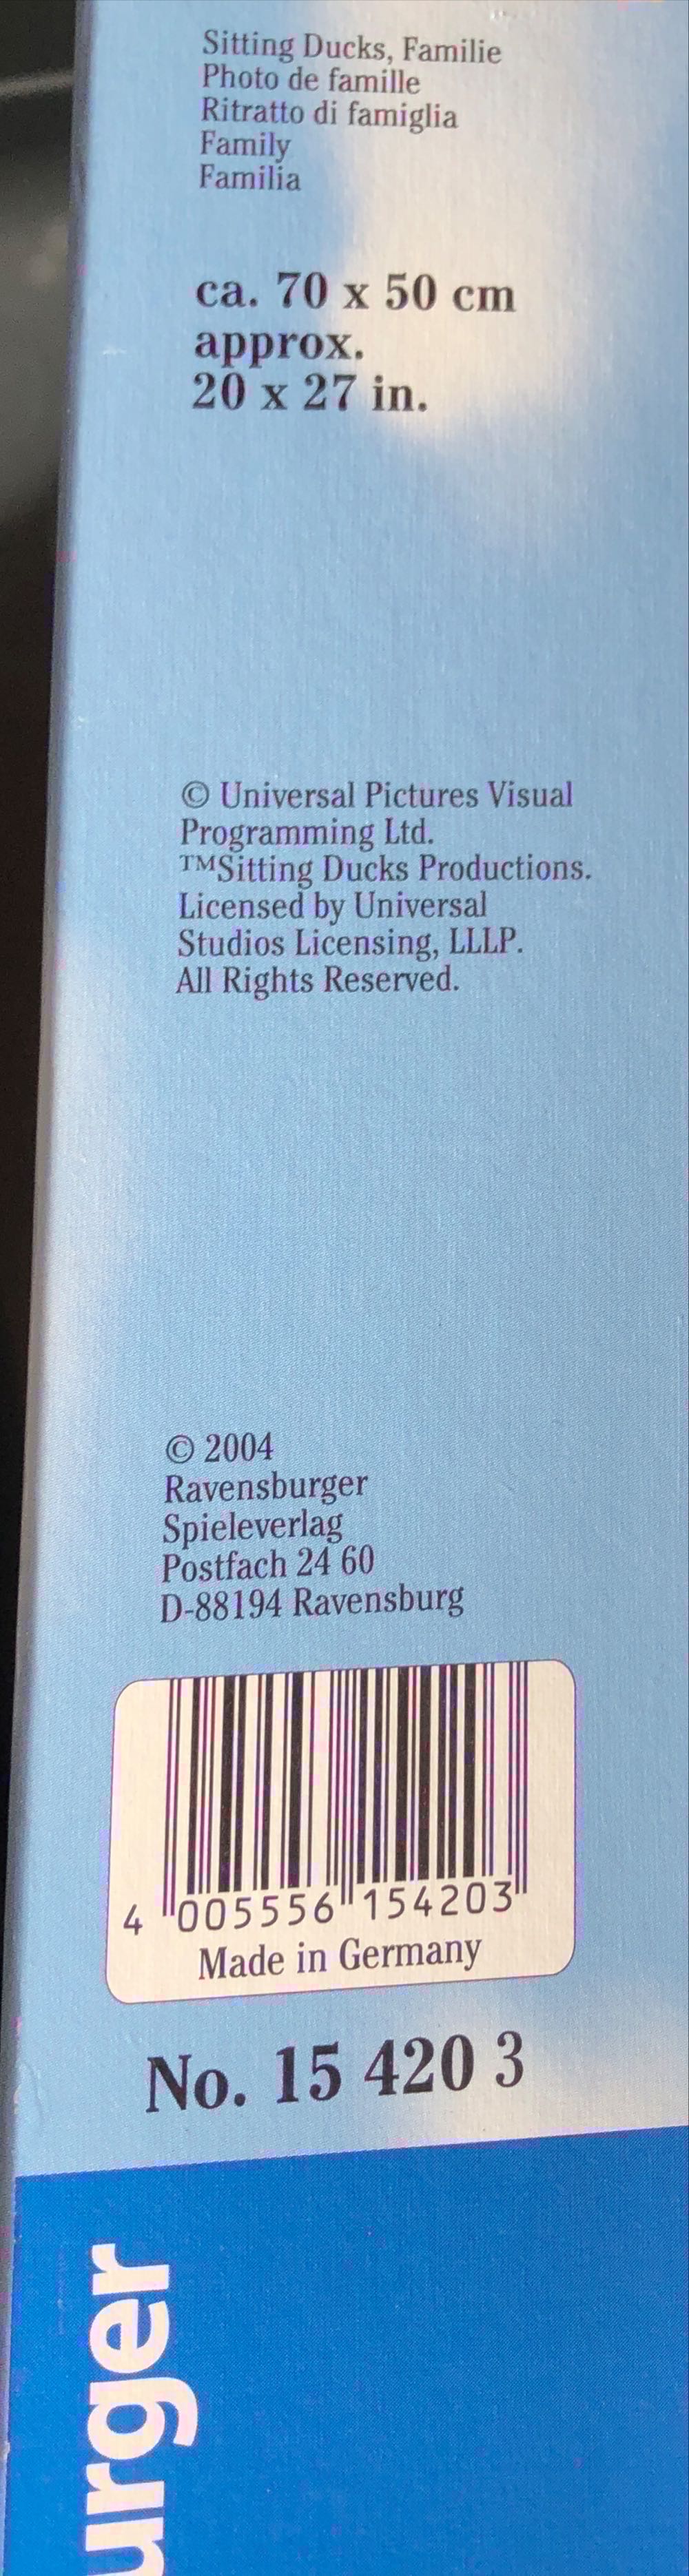 Sitting Ducks, Familie
Photo de famille
Ritratto di famiglia
Family
Familia
ca. 70 x 50 cm
approx.
20 x 27 in.
© Universal Pictures Visual
Programming Ltd.
™Sitting Ducks Productions.
Licensed by Universal
Studios Licensing, LLLP.
All Rights Reserved.
© 2004
Ravensburger
Spieleverlag
Postfach 24 60
D-88194 Ravensburg
4 005556 154203
Made in Germany
No. 15 420 3
urger